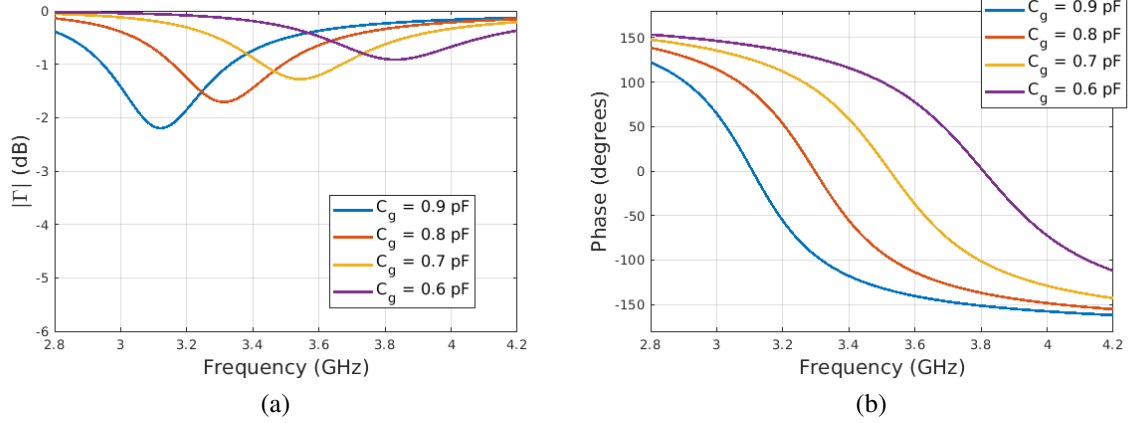 0
-1
-2
-3
-4
-5
-6
|Γ| (dB)
2.8 3 3.2 3.4 3.6 3.8 4 4.2
Frequency (GHz)
C_g = 0.9 pF
C_g = 0.8 pF
C_g = 0.7 pF
C_g = 0.6 pF
(a)
150
100
50
0
-50
-100
-150
Phase (degrees)
2.8 3 3.2 3.4 3.6 3.8 4 4.2
Frequency (GHz)
C_g = 0.9 pF
C_g = 0.8 pF
C_g = 0.7 pF
C_g = 0.6 pF
(b)